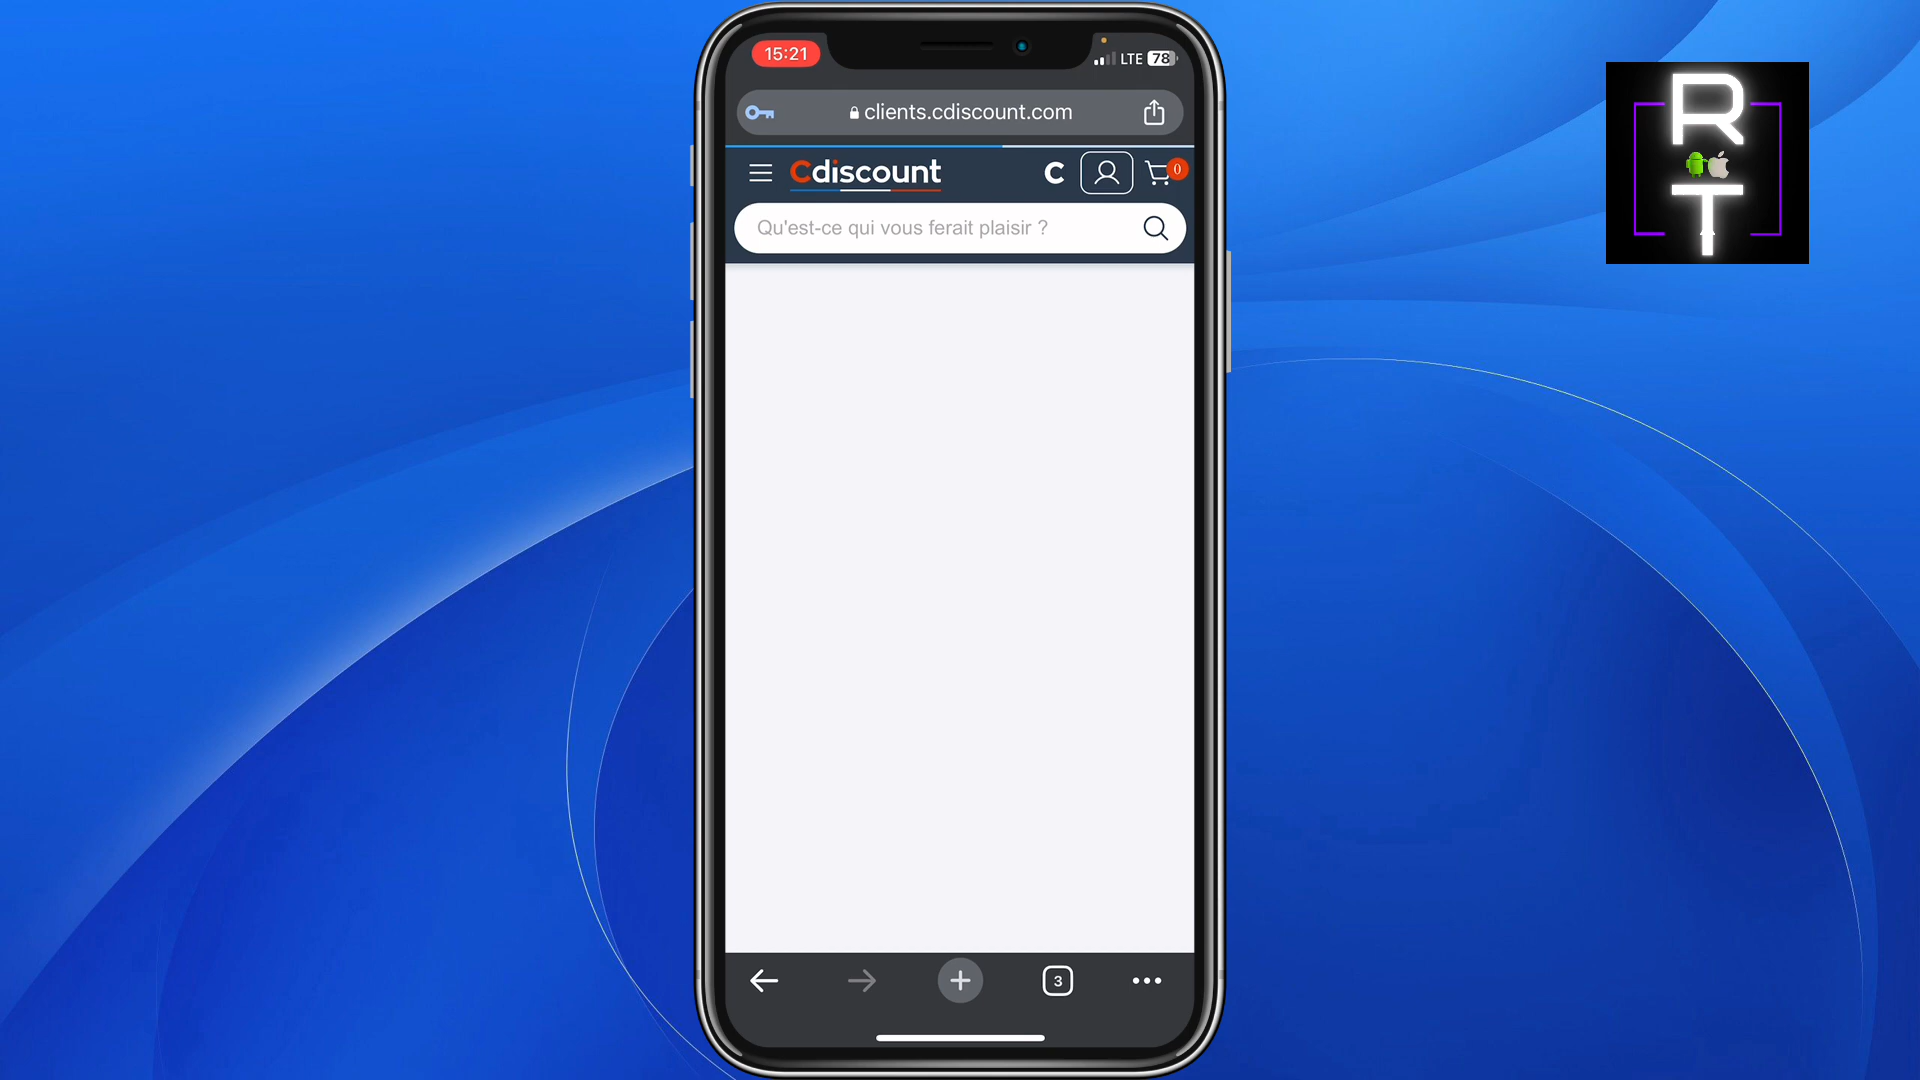 15:21
LTE 78
clients.cdiscount.com
Cdiscount
C
0
Qu'est-ce qui vous ferait plaisir ?
3
R
T